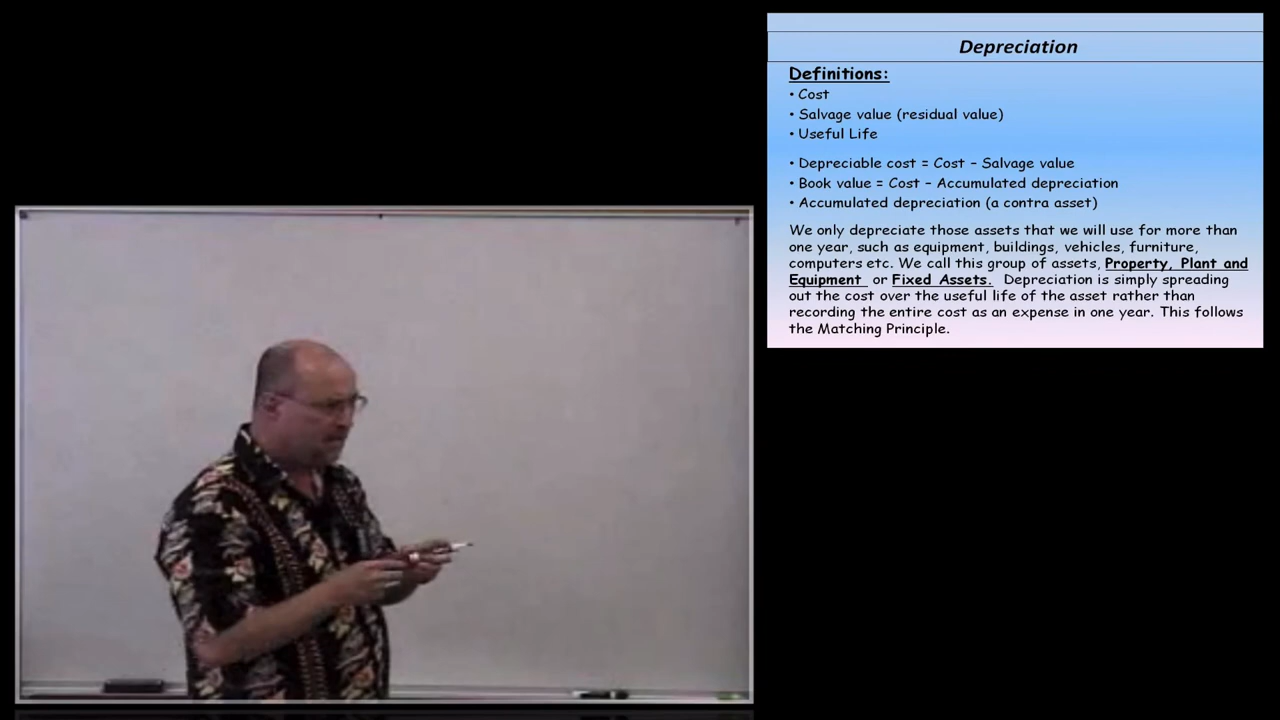 Depreciation
Definitions:
• Cost
• Salvage value (residual value)
• Useful Life
• Depreciable cost = Cost – Salvage value
• Book value = Cost – Accumulated depreciation
• Accumulated depreciation (a contra asset)
We only depreciate those assets that we will use for more than
one year, such as equipment, buildings, vehicles, furniture,
computers etc. We call this group of assets, Property, Plant and
Equipment or Fixed Assets. Depreciation is simply spreading
out the cost over the useful life of the asset rather than
recording the entire cost as an expense in one year. This follows
the Matching Principle.